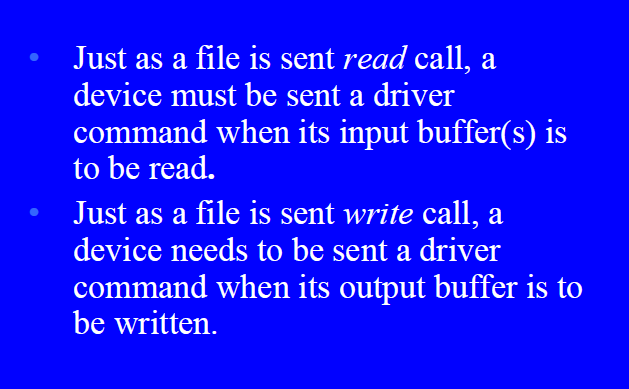 • Just as a file is sent read call, a
device must be sent a driver
command when its input buffer(s) is
to be read.
• Just as a file is sent write call, a
device needs to be sent a driver
command when its output buffer is to
be written.